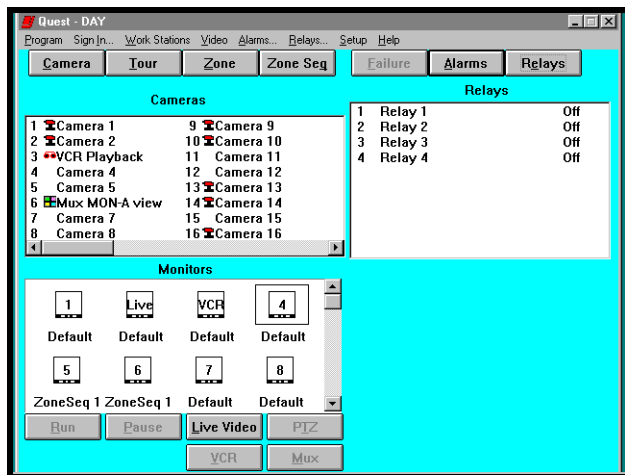 Quest - DAY
Program Sign In... Work Stations Video Alarms... Relays... Setup Help
Camera Tour Zone Zone Seq Failure Alarms Relays
Cameras
1 Camera 1 9 Camera 9
2 Camera 2 10 Camera 10
3 VCR Playback 11 Camera 11
4 Camera 4 12 Camera 12
5 Camera 5 13 Camera 13
6 Mux MON-A view 14 Camera 14
7 Camera 7 15 Camera 15
8 Camera 8 16 Camera 16
Relays
1 Relay 1 Off
2 Relay 2 Off
3 Relay 3 Off
4 Relay 4 Off
Monitors
1 Live VCR 4
Default Default Default Default
5 6 7 8
ZoneSeq 1 ZoneSeq 1 Default Default
Run Pause Live Video PTZ
VCR Mux